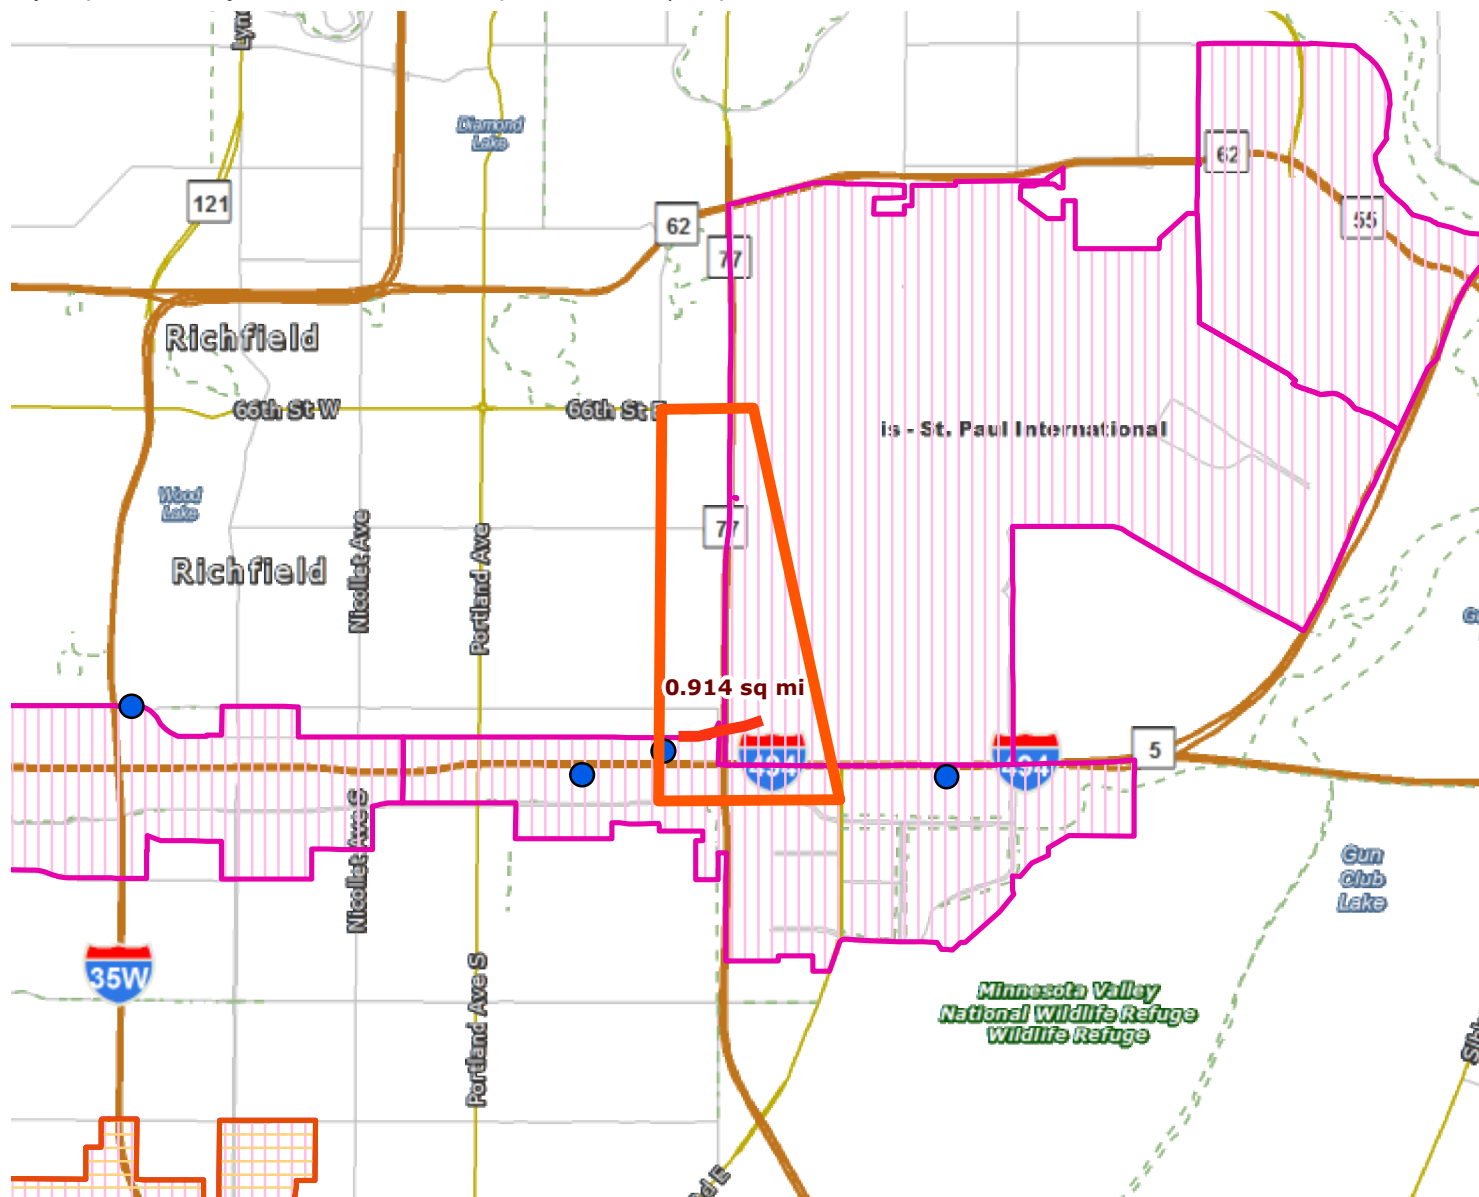 Diamond
Lake
62
121
55
62
77
Richfield
66th St W
66th St E
is - St. Paul International
Wood
Lake
77
Nicollet Ave
Portland Ave
Richfield
0.914 sq mi
494
494
5
Nicollet Ave S
Gun
Club
Lake
35W
Portland Ave S
Minnesota Valley
National Wildlife Refuge
Wildlife Refuge